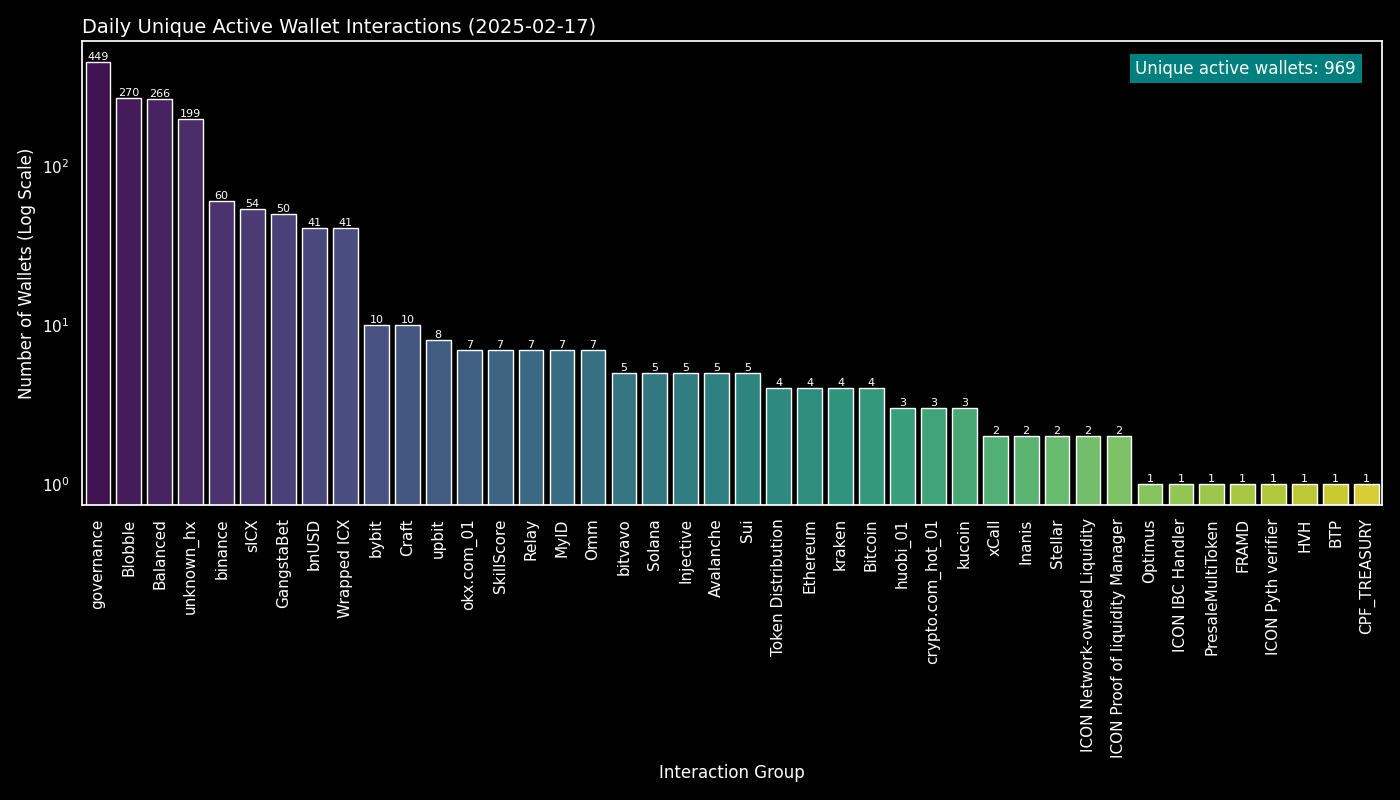 Daily Unique Active Wallet Interactions (2025-02-17)
Unique active wallets: 969
Number of Wallets (Log Scale)
10²
10¹
10⁰
449
270
266
199
60
54
50
41
41
10
10
8
7
7
7
7
7
5
5
5
5
5
4
4
4
4
3
3
3
2
2
2
2
2
1
1
1
1
1
1
1
1
governance
Blobble
Balanced
unknown_hx
binance
sICX
GangstaBet
bnUSD
Wrapped ICX
bybit
Craft
upbit
okx.com_01
SkillScore
Relay
MyID
Omm
bitvavo
Solana
Injective
Avalanche
Sui
Token Distribution
Ethereum
kraken
Bitcoin
huobi_01
crypto.com_hot_01
kucoin
xCall
Inanis
Stellar
ICON Network-owned Liquidity
ICON Proof of liquidity Manager
Optimus
ICON IBC Handler
PresaleMultiToken
FRAMD
ICON Pyth verifier
HVH
BTP
CPF_TREASURY
Interaction Group